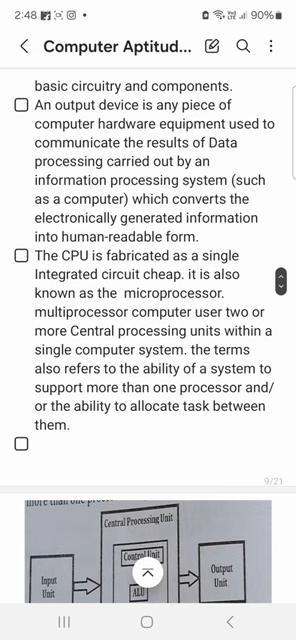 2:48
90%
Computer Aptitud...
basic circuitry and components.
An output device is any piece of
computer hardware equipment used to
communicate the results of Data
processing carried out by an
information processing system (such
as a computer) which converts the
electronically generated information
into human-readable form.
The CPU is fabricated as a single
Integrated circuit cheap. it is also
known as the microprocessor.
multiprocessor computer user two or
more Central processing units within a
single computer system. the terms
also refers to the ability of a system to
support more than one processor and/
or the ability to allocate task between
them.
9/21
more than one
Central Processing Unit
Control Unit
Input
Unit
Output
Unit
ALU